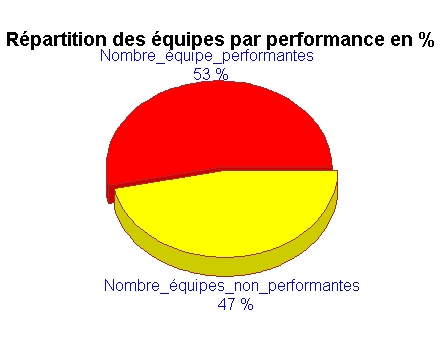 Répartition des équipes par performance en %
Nombre_équipe_performantes
53 %
Nombre_équipes_non_performantes
47 %